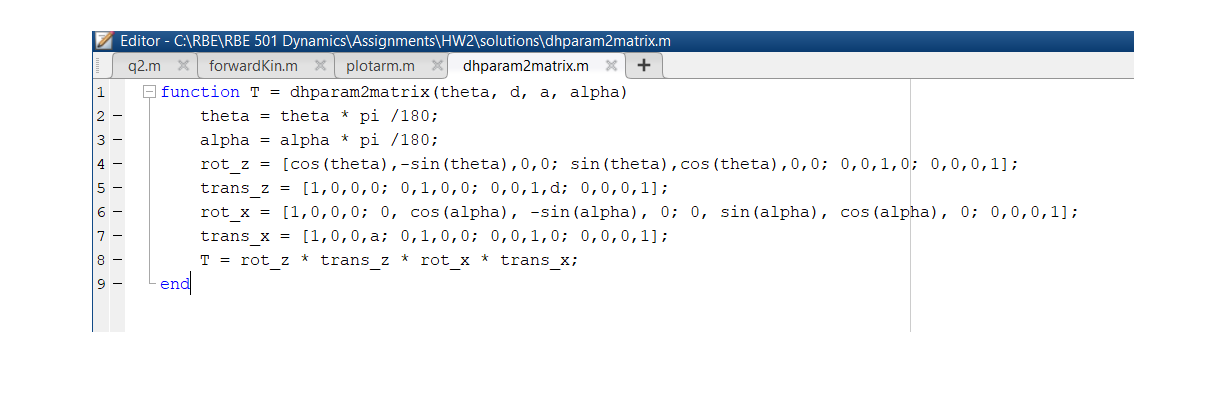 Editor - C:\RBE\RBE 501 Dynamics\Assignments\HW2\solutions\dhparam2matrix.m
q2.m × forwardKin.m × plotarm.m × dhparam2matrix.m × +
1 function T = dhparam2matrix(theta, d, a, alpha)
2 - theta = theta * pi /180;
3 - alpha = alpha * pi /180;
4 - rot_z = [cos(theta),-sin(theta),0,0; sin(theta),cos(theta),0,0; 0,0,1,0; 0,0,0,1];
5 - trans_z = [1,0,0,0; 0,1,0,0; 0,0,1,d; 0,0,0,1];
6 - rot_x = [1,0,0,0; 0, cos(alpha), -sin(alpha), 0; 0, sin(alpha), cos(alpha), 0; 0,0,0,1];
7 - trans_x = [1,0,0,a; 0,1,0,0; 0,0,1,0; 0,0,0,1];
8 - T = rot_z * trans_z * rot_x * trans_x;
9 - end